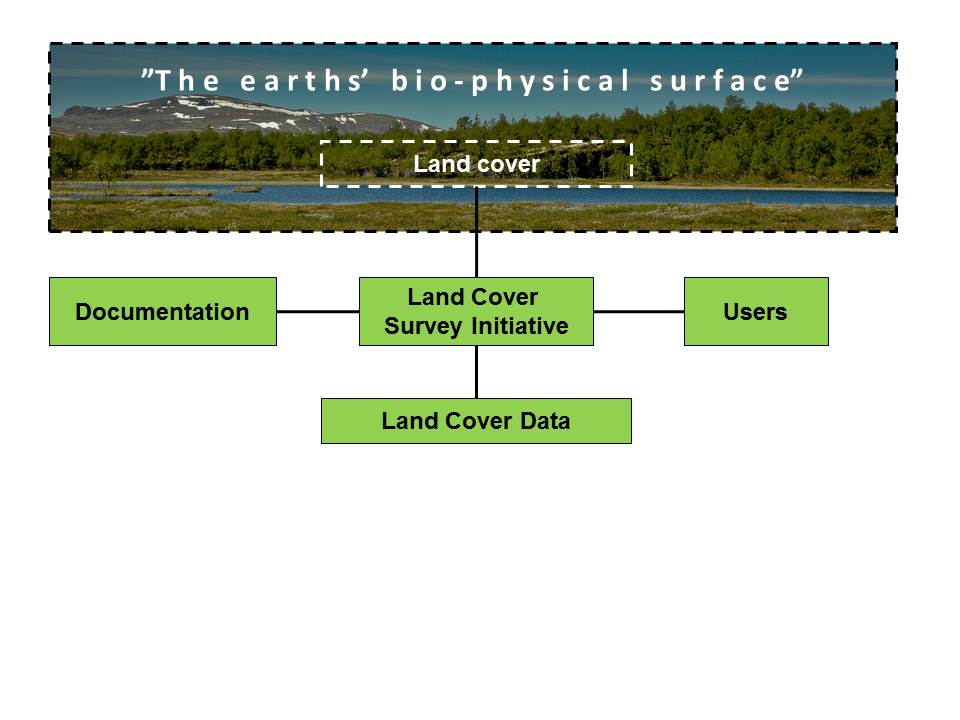 ”The earths’ bio-physical surface”
Land cover
Documentation
Land Cover
Survey Initiative
Users
Land Cover Data